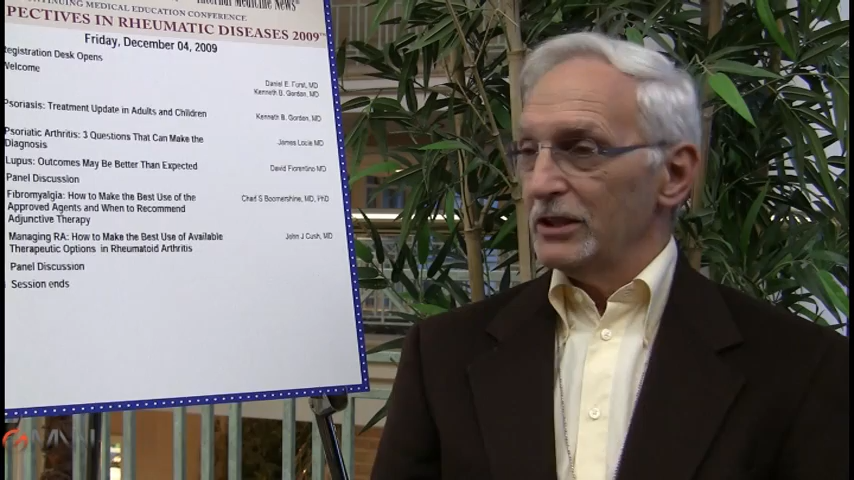 ONTINUING MEDICAL EDUCATION CONFERENCE
Internal Medicine News®
PECTIVES IN RHEUMATIC DISEASES 2009™
Friday, December 04, 2009
egistration Desk Opens
Welcome
Daniel E. Furst, MD
Kenneth B. Gordon, MD
Psoriasis: Treatment Update in Adults and Children
Kenneth B. Gordon, MD
Psoriatic Arthritis: 3 Questions That Can Make the
Diagnosis
James Louie MD
Lupus: Outcomes May Be Better Than Expected
David Fiorentino MD
Panel Discussion
Fibromyalgia: How to Make the Best Use of the
Approved Agents and When to Recommend
Adjunctive Therapy
Chad S Boomershine, MD, PhD
Managing RA: How to Make the Best Use of Available
Therapeutic Options in Rheumatoid Arthritis
John J Cush, MD
Panel Discussion
Session ends